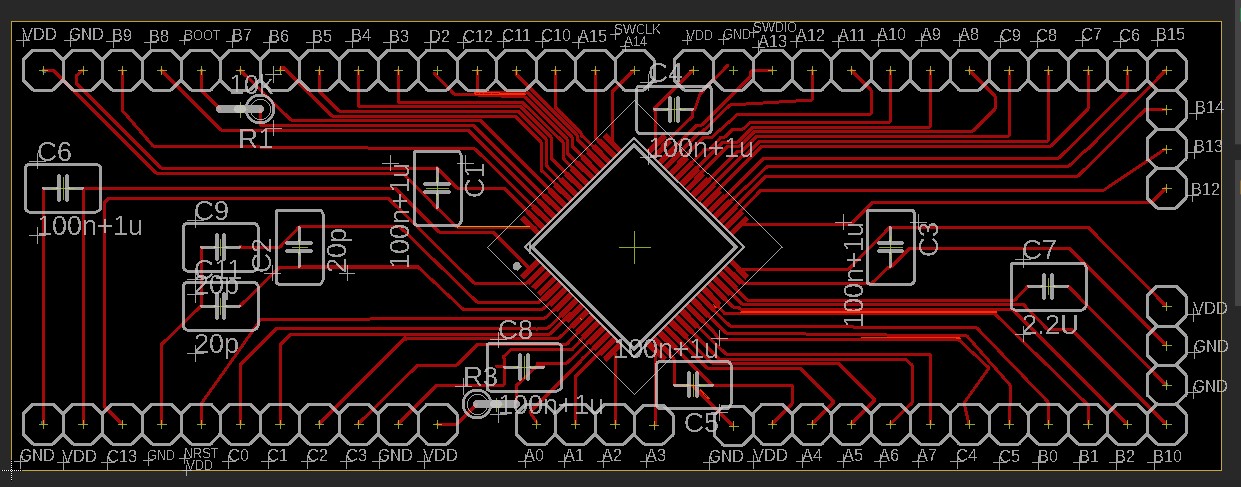 VDD GND B9 B8 BOOT B7 B6 B5 B4 B3 D2 C12 C11 C10 A15 SWCLK A14 VDD GND SWDIO A13 A12 A11 A10 A9 A8 C9 C8 C7 C6 B15
10K
R1
C4
100n+1u
B14
B13
B12
C6
100n+1u
C1
100n+1u
C9
20p
C2
20p
C11
20p
C3
100n+1u
C7
2.2U
VDD
GND
GND
C8
100n+1u
R3
100n+1u
C5
GND VDD C13 GND NRST VDD C0 C1 C2 C3 GND VDD A0 A1 A2 A3 GND VDD A4 A5 A6 A7 C4 C5 B0 B1 B2 B10